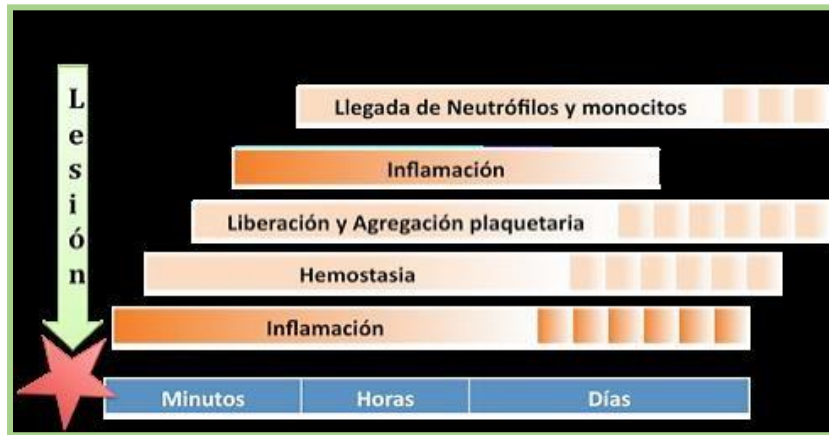 Lesión
Llegada de Neutrófilos y monocitos
Inflamación
Liberación y Agregación plaquetaria
Hemostasia
Inflamación
Minutos Horas Días